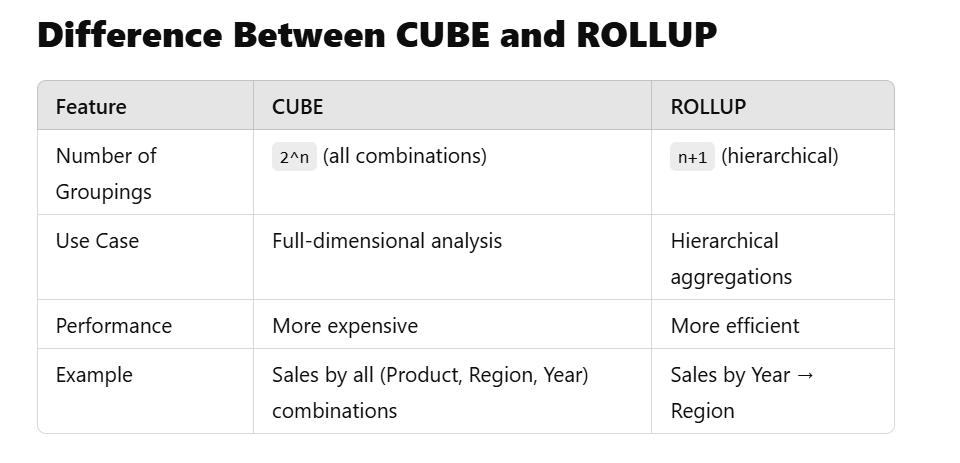 Difference Between CUBE and ROLLUP
Feature CUBE ROLLUP
Number of Groupings 2^n (all combinations) n+1 (hierarchical)
Use Case Full-dimensional analysis Hierarchical aggregations
Performance More expensive More efficient
Example Sales by all (Product, Region, Year) combinations Sales by Year → Region